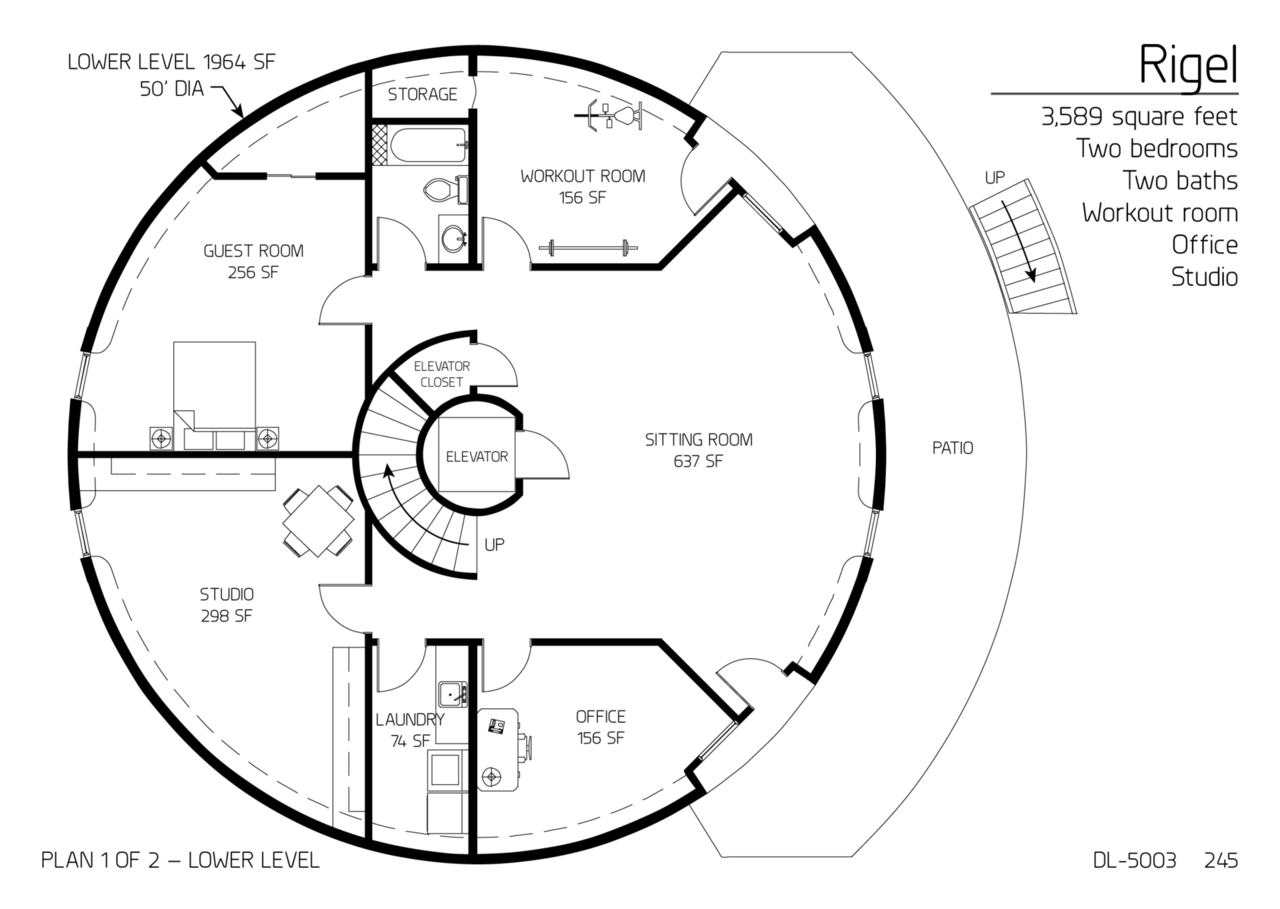 LOWER LEVEL 1964 SF
50' DIA
Rigel
3,589 square feet
Two bedrooms
Two baths
Workout room
Office
Studio
STORAGE
WORKOUT ROOM
156 SF
UP
GUEST ROOM
256 SF
ELEVATOR
CLOSET
SITTING ROOM
637 SF
PATIO
ELEVATOR
UP
STUDIO
298 SF
LAUNDRY
74 SF
OFFICE
156 SF
PLAN 1 OF 2 – LOWER LEVEL
DL-5003 245